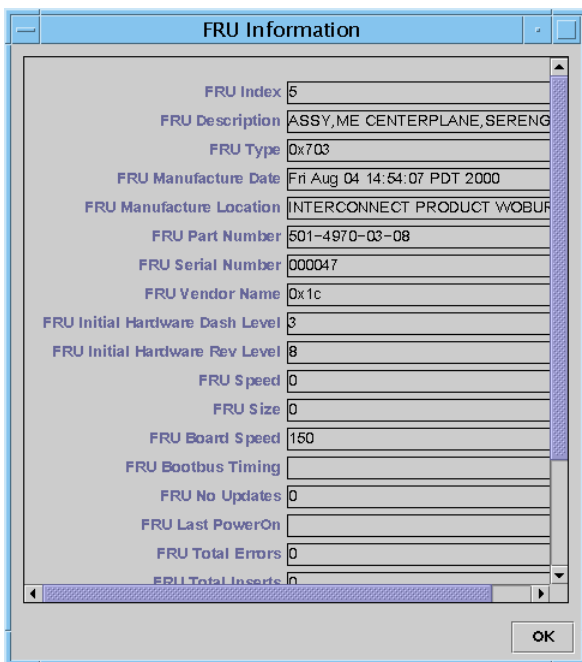 FRU Information
FRU Index 5
FRU Description ASSY,ME CENTERPLANE,SERENG
FRU Type 0x703
FRU Manufacture Date Fri Aug 04 14:54:07 PDT 2000
FRU Manufacture Location INTERCONNECT PRODUCT WOBUR
FRU Part Number 501-4970-03-08
FRU Serial Number 000047
FRU Vendor Name 0x1c
FRU Initial Hardware Dash Level 3
FRU Initial Hardware Rev Level 8
FRU Speed 0
FRU Size 0
FRU Board Speed 150
FRU Bootbus Timing
FRU No Updates 0
FRU Last PowerOn
FRU Total Errors 0
FRU Total Inserts 0
OK